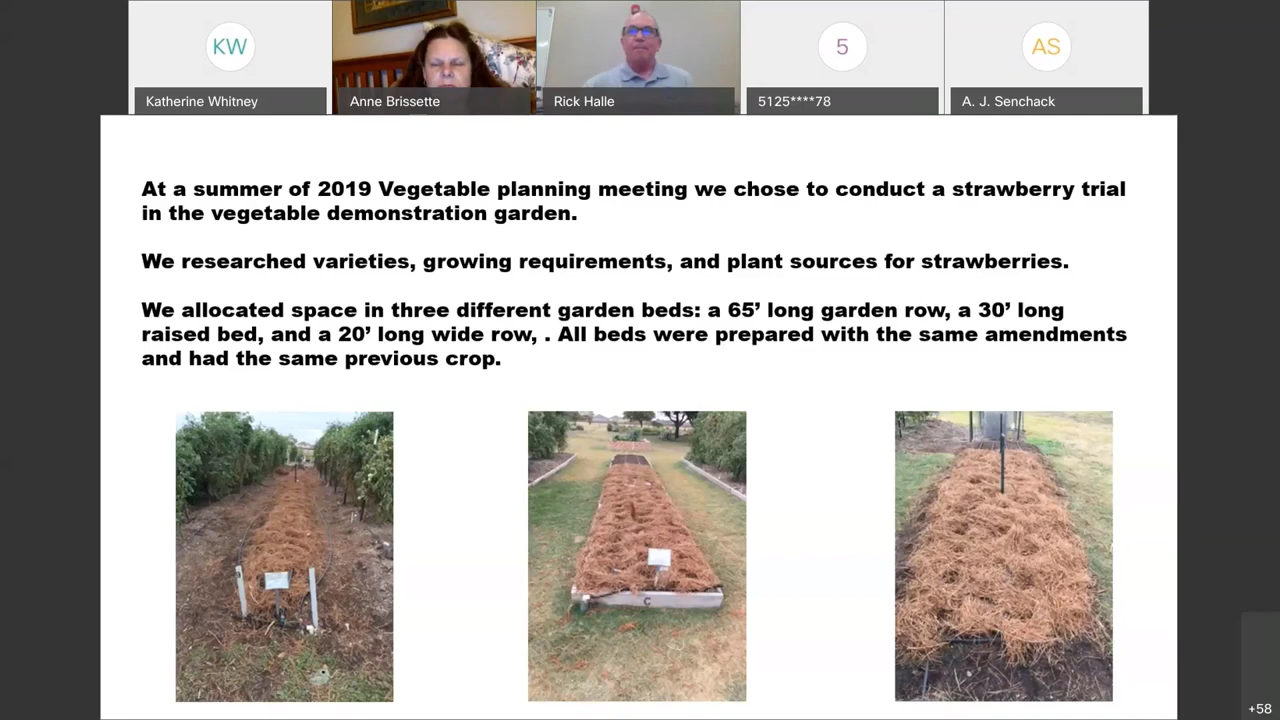 KW
5
AS
Katherine Whitney
Anne Brissette
Rick Halle
5125****78
A. J. Senchack
At a summer of 2019 Vegetable planning meeting we chose to conduct a strawberry trial
in the vegetable demonstration garden.
We researched varieties, growing requirements, and plant sources for strawberries.
We allocated space in three different garden beds: a 65’ long garden row, a 30’ long
raised bed, and a 20’ long wide row, . All beds were prepared with the same amendments
and had the same previous crop.
C
+58